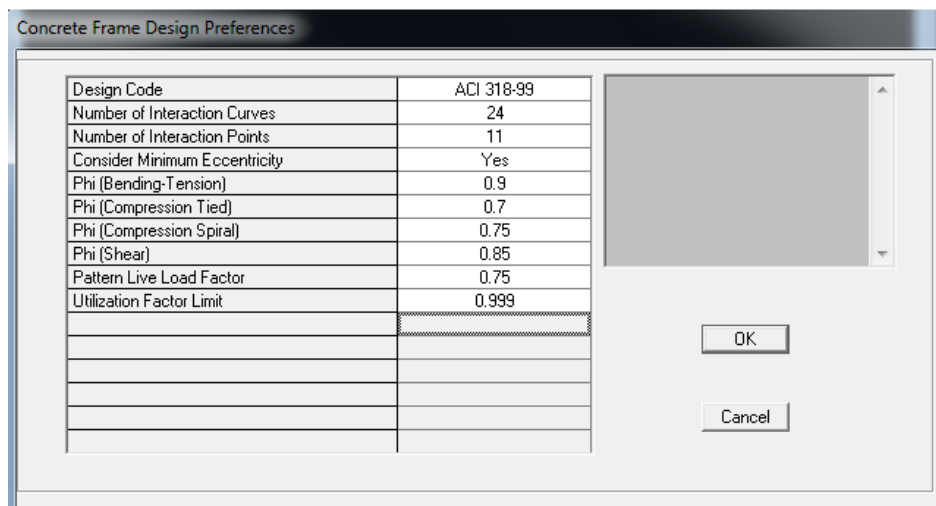 Concrete Frame Design Preferences
Design Code ACI 318-99
Number of Interaction Curves 24
Number of Interaction Points 11
Consider Minimum Eccentricity Yes
Phi (Bending-Tension) 0.9
Phi (Compression Tied) 0.7
Phi (Compression Spiral) 0.75
Phi (Shear) 0.85
Pattern Live Load Factor 0.75
Utilization Factor Limit 0.999
OK
Cancel